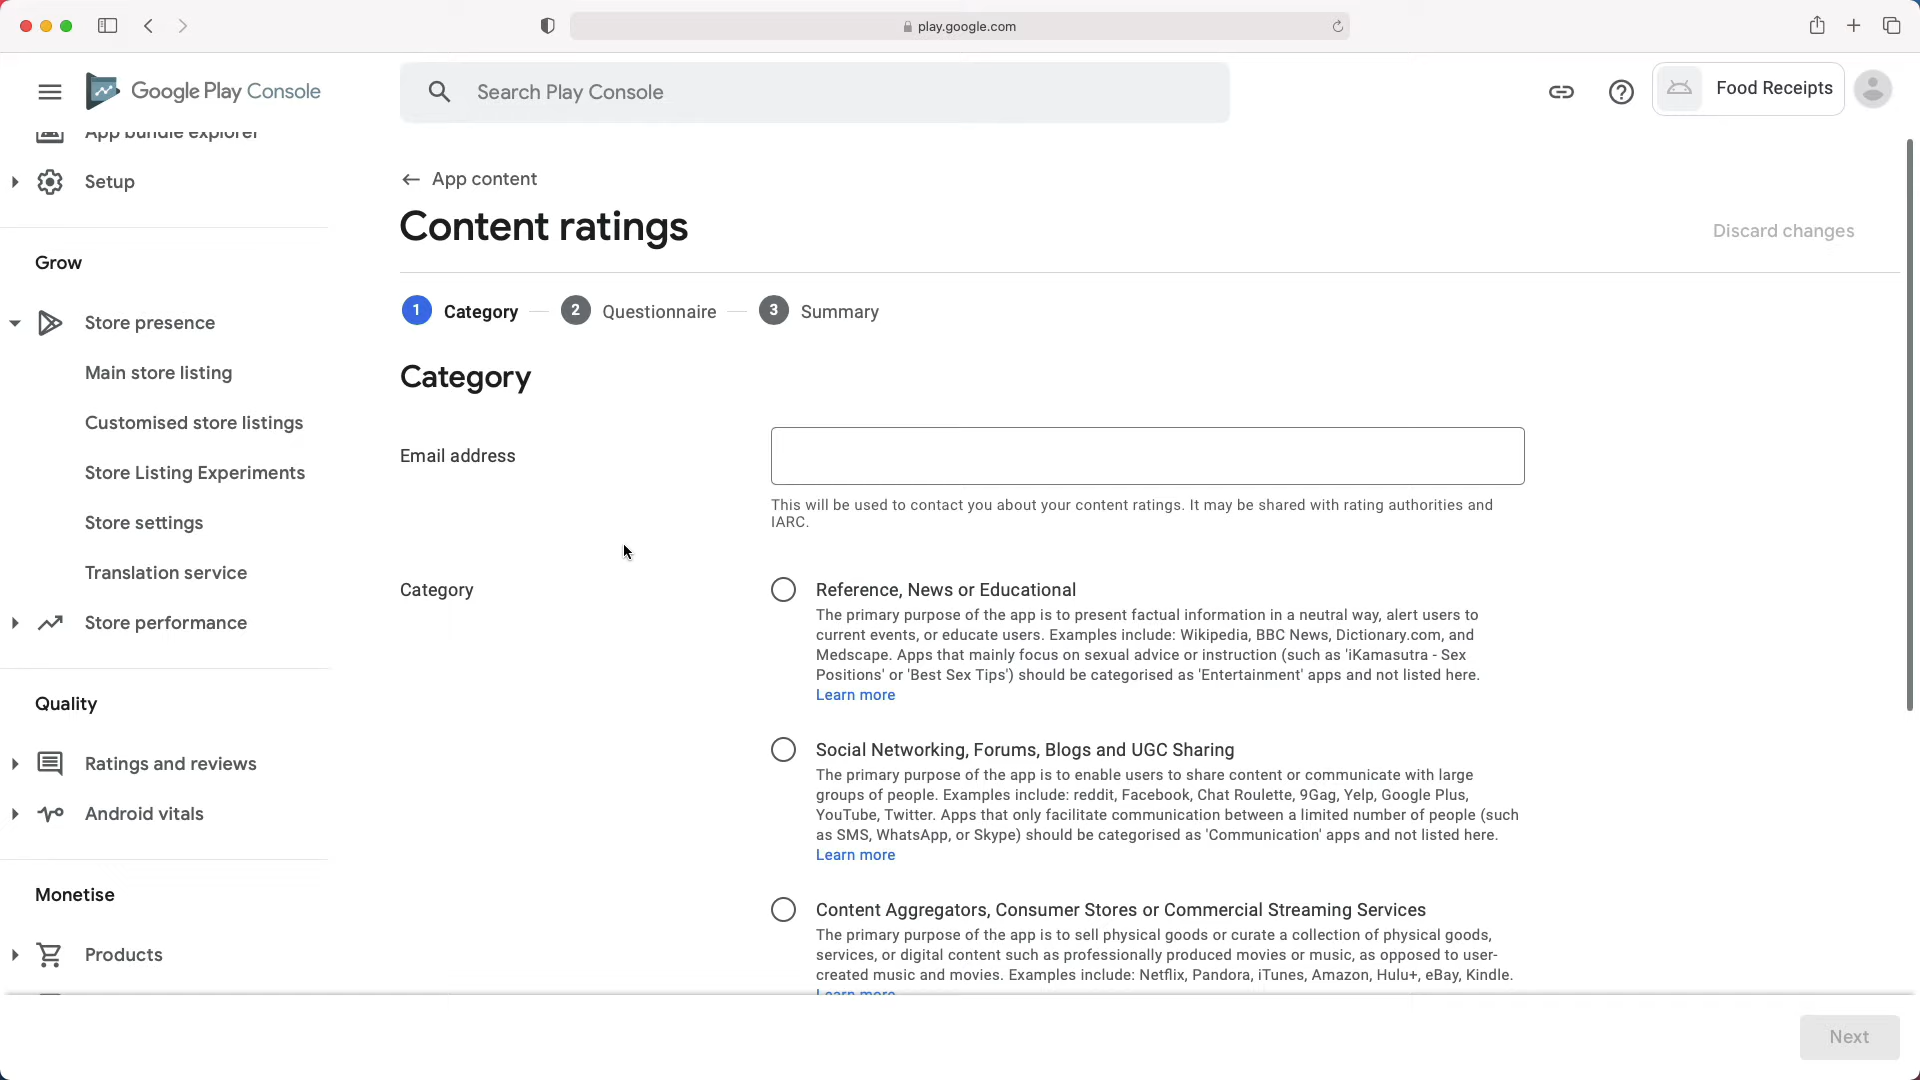 play.google.com
Google Play Console
Search Play Console
Food Receipts
App bundle explorer
Setup
Grow
Store presence
Main store listing
Customised store listings
Store Listing Experiments
Store settings
Translation service
Store performance
Quality
Ratings and reviews
Android vitals
Monetise
Products
App content
Content ratings
Discard changes
1 Category 2 Questionnaire 3 Summary
Category
Email address
This will be used to contact you about your content ratings. It may be shared with rating authorities and
IARC.
Category
Reference, News or Educational
The primary purpose of the app is to present factual information in a neutral way, alert users to
current events, or educate users. Examples include: Wikipedia, BBC News, Dictionary.com, and
Medscape. Apps that mainly focus on sexual advice or instruction (such as 'iKamasutra - Sex
Positions' or 'Best Sex Tips') should be categorised as 'Entertainment' apps and not listed here.
Learn more
Social Networking, Forums, Blogs and UGC Sharing
The primary purpose of the app is to enable users to share content or communicate with large
groups of people. Examples include: reddit, Facebook, Chat Roulette, 9Gag, Yelp, Google Plus,
YouTube, Twitter. Apps that only facilitate communication between a limited number of people (such
as SMS, WhatsApp, or Skype) should be categorised as 'Communication' apps and not listed here.
Learn more
Content Aggregators, Consumer Stores or Commercial Streaming Services
The primary purpose of the app is to sell physical goods or curate a collection of physical goods,
services, or digital content such as professionally produced movies or music, as opposed to user-
created music and movies. Examples include: Netflix, Pandora, iTunes, Amazon, Hulu+, eBay, Kindle.
Learn more
Next